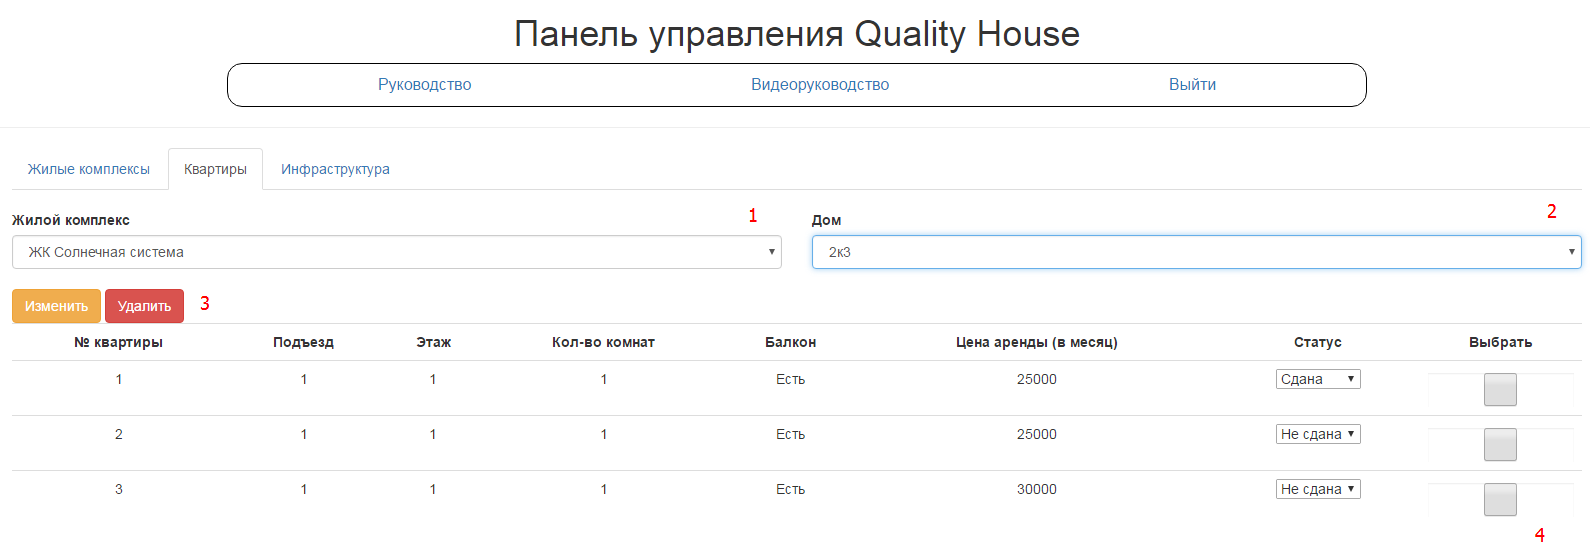 Панель управления Quality House
Руководство Видеоруководство Выйти
Жилые комплексы Квартиры Инфраструктура
Жилой комплекс 1 Дом 2
ЖК Солнечная система 2к3
Изменить Удалить 3
№ квартиры Подъезд Этаж Кол-во комнат Балкон Цена аренды (в месяц) Статус Выбрать
1 1 1 1 Есть 25000 Сдана
2 1 1 1 Есть 25000 Не сдана
3 1 1 1 Есть 30000 Не сдана
4